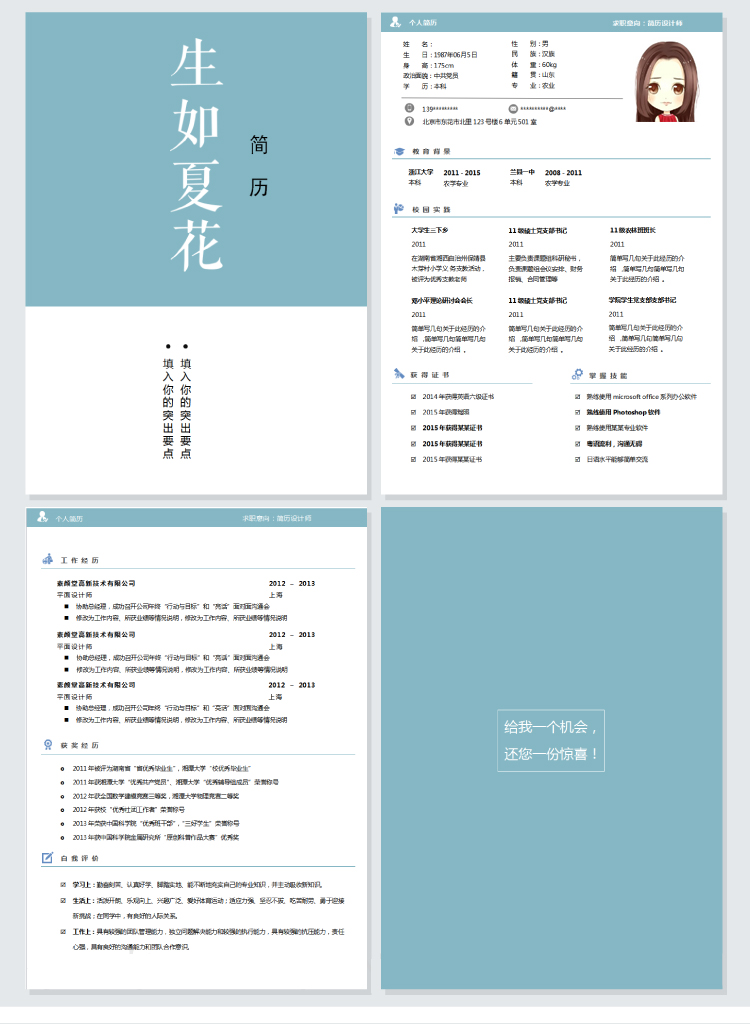 生如夏花
简历
• 填入你的突出要点
• 填入你的突出要点
个人简历 求职意向：简历设计师
姓 名： 性 别：男
生 日：1987年06月5日 民 族：汉族
身 高：175cm 体 重：60kg
政治面貌：中共党员 籍 贯：山东
学 历：本科 专 业：农业
139********* **********@****
北京市东花市北里 123 号楼 6 单元 501 室
教育背景
浙江大学 2011 - 2015 兰县一中 2008 - 2011
本科 农学专业 本科 农学专业
校园实践
大学生三下乡 11 级硕士党支部书记 11 级农林班班长
2011 2011 2011
在湖南省湘西自治州保靖县 主要负责课题组科研秘书， 简单写几句关于此经历的介
木芽村小学义务支教活动， 负责课题组会议安排、财务 绍 ,简单写几句简单写几句
被评为优秀支教老师 报销、合同管理等 关于此经历的介绍 。
邓小平理论研讨会会长 11 级硕士党支部书记 学院学生党支部支部书记
2011 2011 2011
简单写几句关于此经历的介 简单写几句关于此经历的介 简单写几句关于此经历的介
绍 ,简单写几句简单写几句 绍 ,简单写几句简单写几句 绍 ,简单写几句简单写几句
关于此经历的介绍 。 关于此经历的介绍 。 关于此经历的介绍 。
获得证书 掌握技能
2014 年获得英语六级证书 熟练使用 microsoft office 系列办公软件
2015 年获得驾照 熟练使用 Photoshop 软件
2015 年获得某某证书 熟练使用某某专业软件
2015 年获得某某证书 粤语流利，沟通无碍
2015 年获得某某证书 日语水平能够简单交流
个人简历 求职意向：简历设计师
工作经历
素颜堂高新技术有限公司 2012 – 2013
平面设计师 上海
■ 协助总经理，成功召开公司年终“行动与目标”和“亮活”面对面沟通会
■ 修改为工作内容、所获业绩等情况说明，修改为工作内容、所获业绩等情况说明
素颜堂高新技术有限公司 2012 – 2013
平面设计师 上海
■ 协助总经理，成功召开公司年终“行动与目标”和“亮活”面对面沟通会
■ 修改为工作内容、所获业绩等情况说明，修改为工作内容、所获业绩等情况说明
素颜堂高新技术有限公司 2012 – 2013
平面设计师 上海
■ 协助总经理，成功召开公司年终“行动与目标”和“亮活”面对面沟通会
■ 修改为工作内容、所获业绩等情况说明，修改为工作内容、所获业绩等情况说明
获奖经历
2011 年被评为湖南省“省优秀毕业生”，湘潭大学“校优秀毕业生”
2011 年获湘潭大学“优秀共产党员”、湘潭大学“优秀辅导组成员”荣誉称号
2012 年获全国数学建模竞赛三等奖，湘潭大学物理竞赛二等奖
2012 年获校“优秀社团工作者”荣誉称号
2013 年荣获中国科学院“优秀班干部”，“三好学生”荣誉称号
2013 年获中国科学院金属研究所“原创科普作品大赛”优秀奖
自我评价
学习上：勤奋刻苦、认真好学、脚踏实地、能不断地充实自己的专业知识，并主动吸收新知识。
生活上：活泼开朗、乐观向上、兴趣广泛、爱好体育运动；适应力强、坚忍不拔、吃苦耐劳、勇于迎接
新挑战；在同学中，有良好的人际关系。
工作上：具有较强的团队管理能力，独立问题解决能力和较强的执行能力，具有较强的抗压能力，责任
心强，具有良好的沟通能力和团队合作意识。
给我一个机会，
还您一份惊喜！